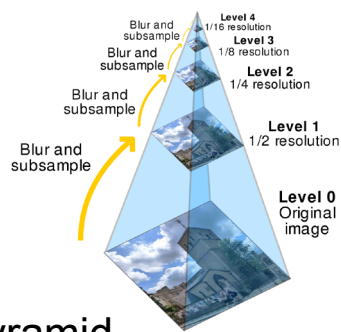 Level 4
1/16 resolution
Blur and
subsample
Level 3
1/8 resolution
Blur and
subsample
Level 2
1/4 resolution
Blur and
subsample
Level 1
1/2 resolution
Blur and
subsample
Level 0
Original
image